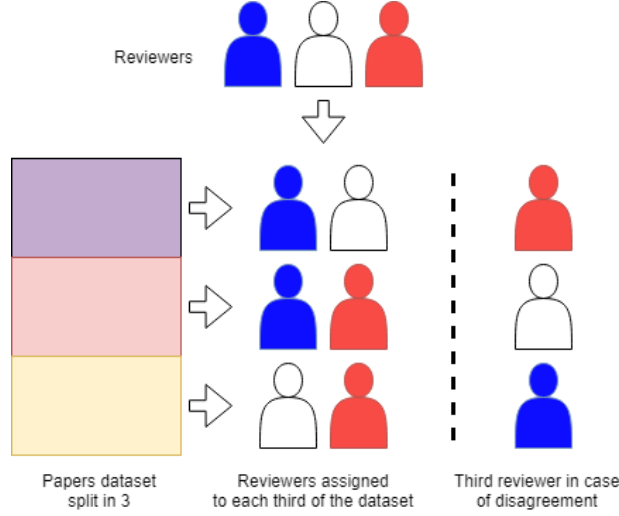 Reviewers
Papers dataset
split in 3
Reviewers assigned
to each third of the dataset
Third reviewer in case
of disagreement